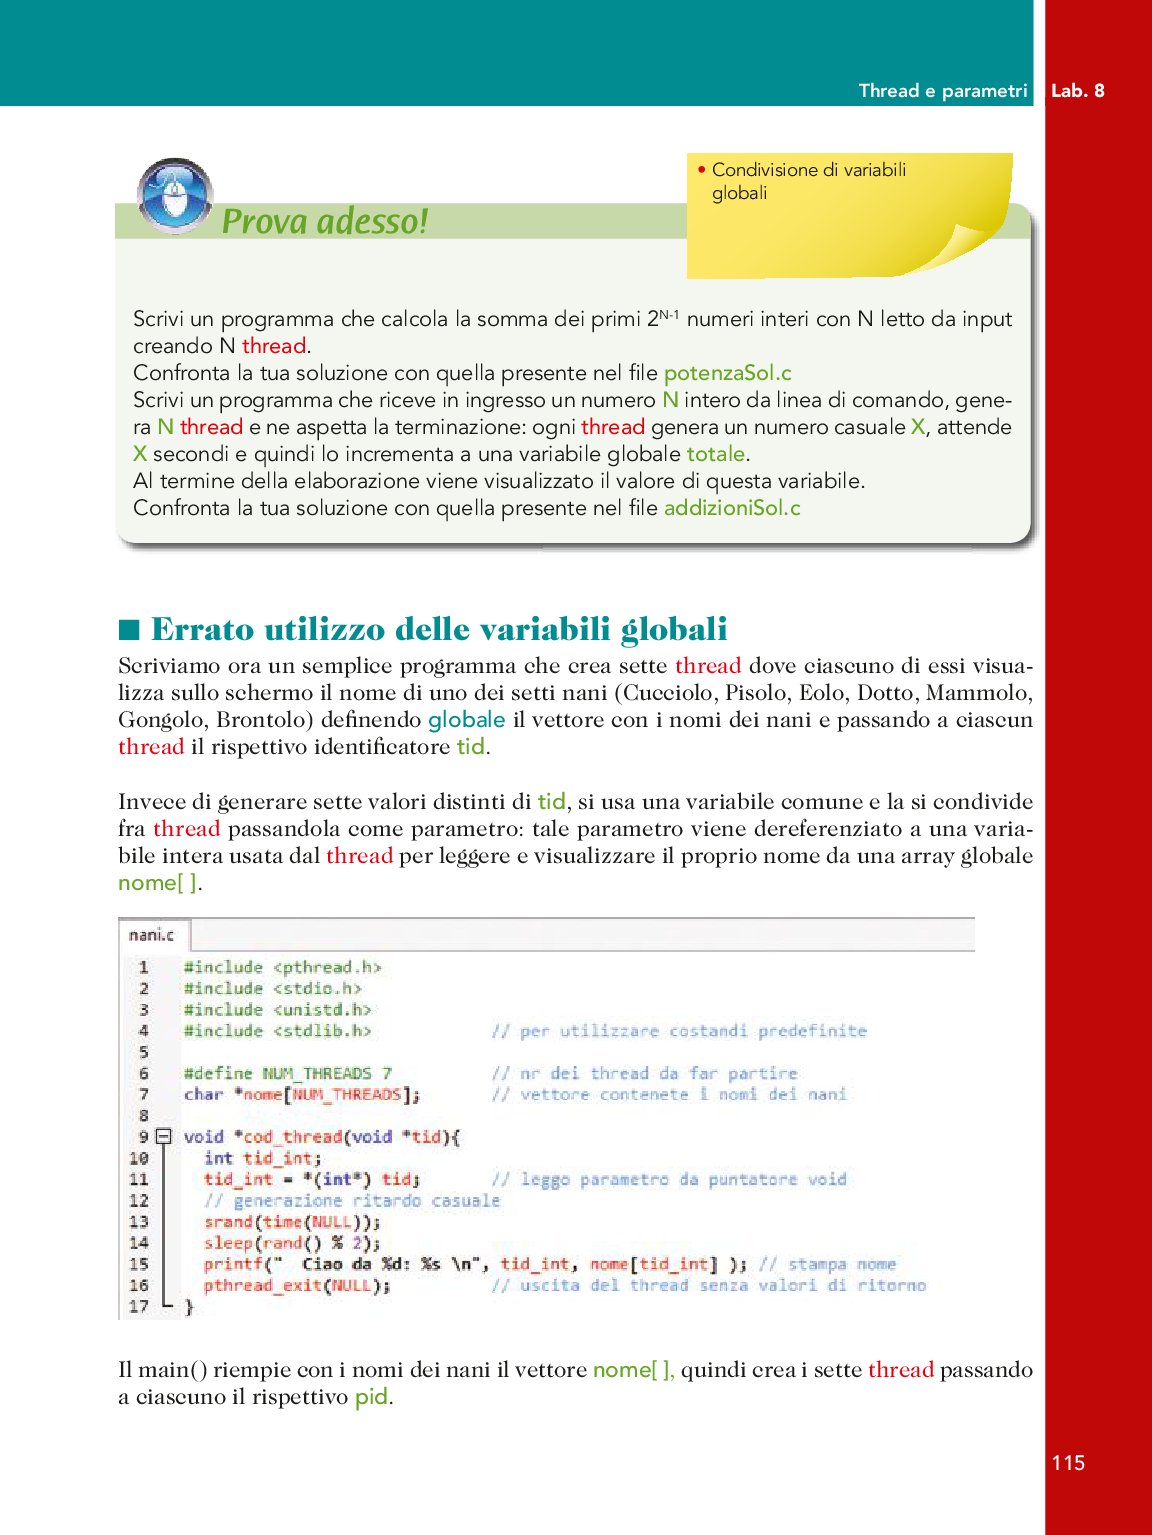 Thread e parametri Lab. 8
• Condivisione di variabili
globali
Prova adesso!
Scrivi un programma che calcola la somma dei primi 2^N-1 numeri interi con N letto da input
creando N thread.
Confronta la tua soluzione con quella presente nel file potenzaSol.c
Scrivi un programma che riceve in ingresso un numero N intero da linea di comando, gene-
ra N thread e ne aspetta la terminazione: ogni thread genera un numero casuale X, attende
X secondi e quindi lo incrementa a una variabile globale totale.
Al termine della elaborazione viene visualizzato il valore di questa variabile.
Confronta la tua soluzione con quella presente nel file addizioniSol.c
■ Errato utilizzo delle variabili globali
Scriviamo ora un semplice programma che crea sette thread dove ciascuno di essi visua-
lizza sullo schermo il nome di uno dei setti nani (Cucciolo, Pisolo, Eolo, Dotto, Mammolo,
Gongolo, Brontolo) definendo globale il vettore con i nomi dei nani e passando a ciascun
thread il rispettivo identificatore tid.
Invece di generare sette valori distinti di tid, si usa una variabile comune e la si condivide
fra thread passandola come parametro: tale parametro viene dereferenziato a una varia-
bile intera usata dal thread per leggere e visualizzare il proprio nome da una array globale
nome[ ].
nani.c
1 #include <pthread.h>
2 #include <stdio.h>
3 #include <unistd.h>
4 #include <stdlib.h> // per utilizzare costandi predefinite
5
6 #define NUM_THREADS 7 // nr dei thread da far partire
7 char *nome[NUM_THREADS]; // vettore contenete i nomi dei nani
8
9 void *cod_thread(void *tid){
10 int tid_int;
11 tid_int = *(int*) tid; // leggo parametro da puntatore void
12 // generazione ritardo casuale
13 srand(time(NULL));
14 sleep(rand() % 2);
15 printf("  Ciao da %d: %s \n", tid_int, nome[tid_int] ); // stampa nome
16 pthread_exit(NULL); // uscita del thread senza valori di ritorno
17 }
Il main() riempie con i nomi dei nani il vettore nome[ ], quindi crea i sette thread passando
a ciascuno il rispettivo pid.
115